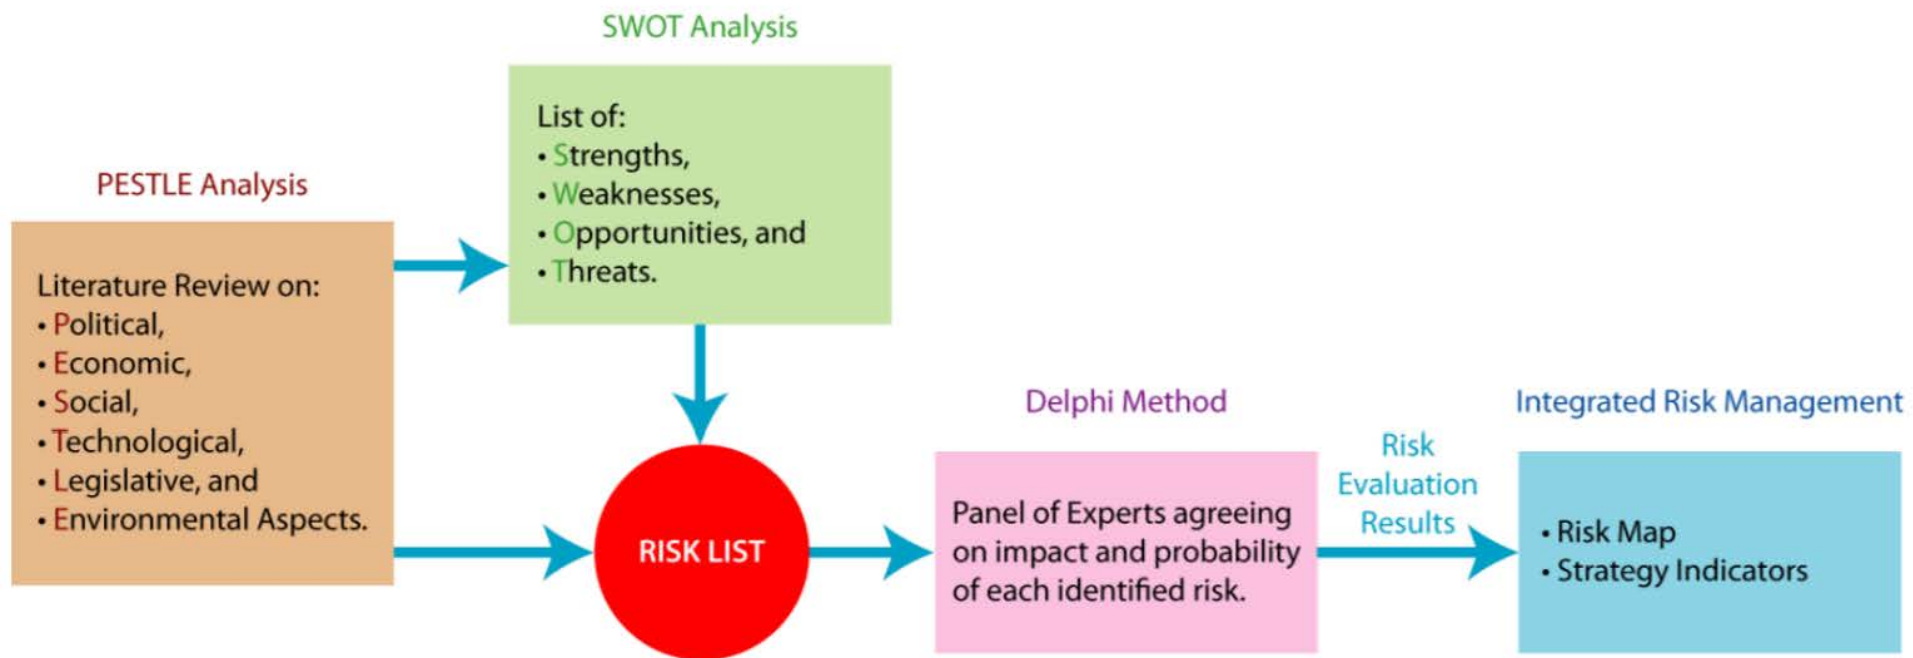 SWOT Analysis
List of:
• Strengths,
• Weaknesses,
• Opportunities, and
• Threats.
PESTLE Analysis
Literature Review on:
• Political,
• Economic,
• Social,
• Technological,
• Legislative, and
• Environmental Aspects.
RISK LIST
Delphi Method
Panel of Experts agreeing
on impact and probability
of each identified risk.
Risk
Evaluation
Results
Integrated Risk Management
• Risk Map
• Strategy Indicators